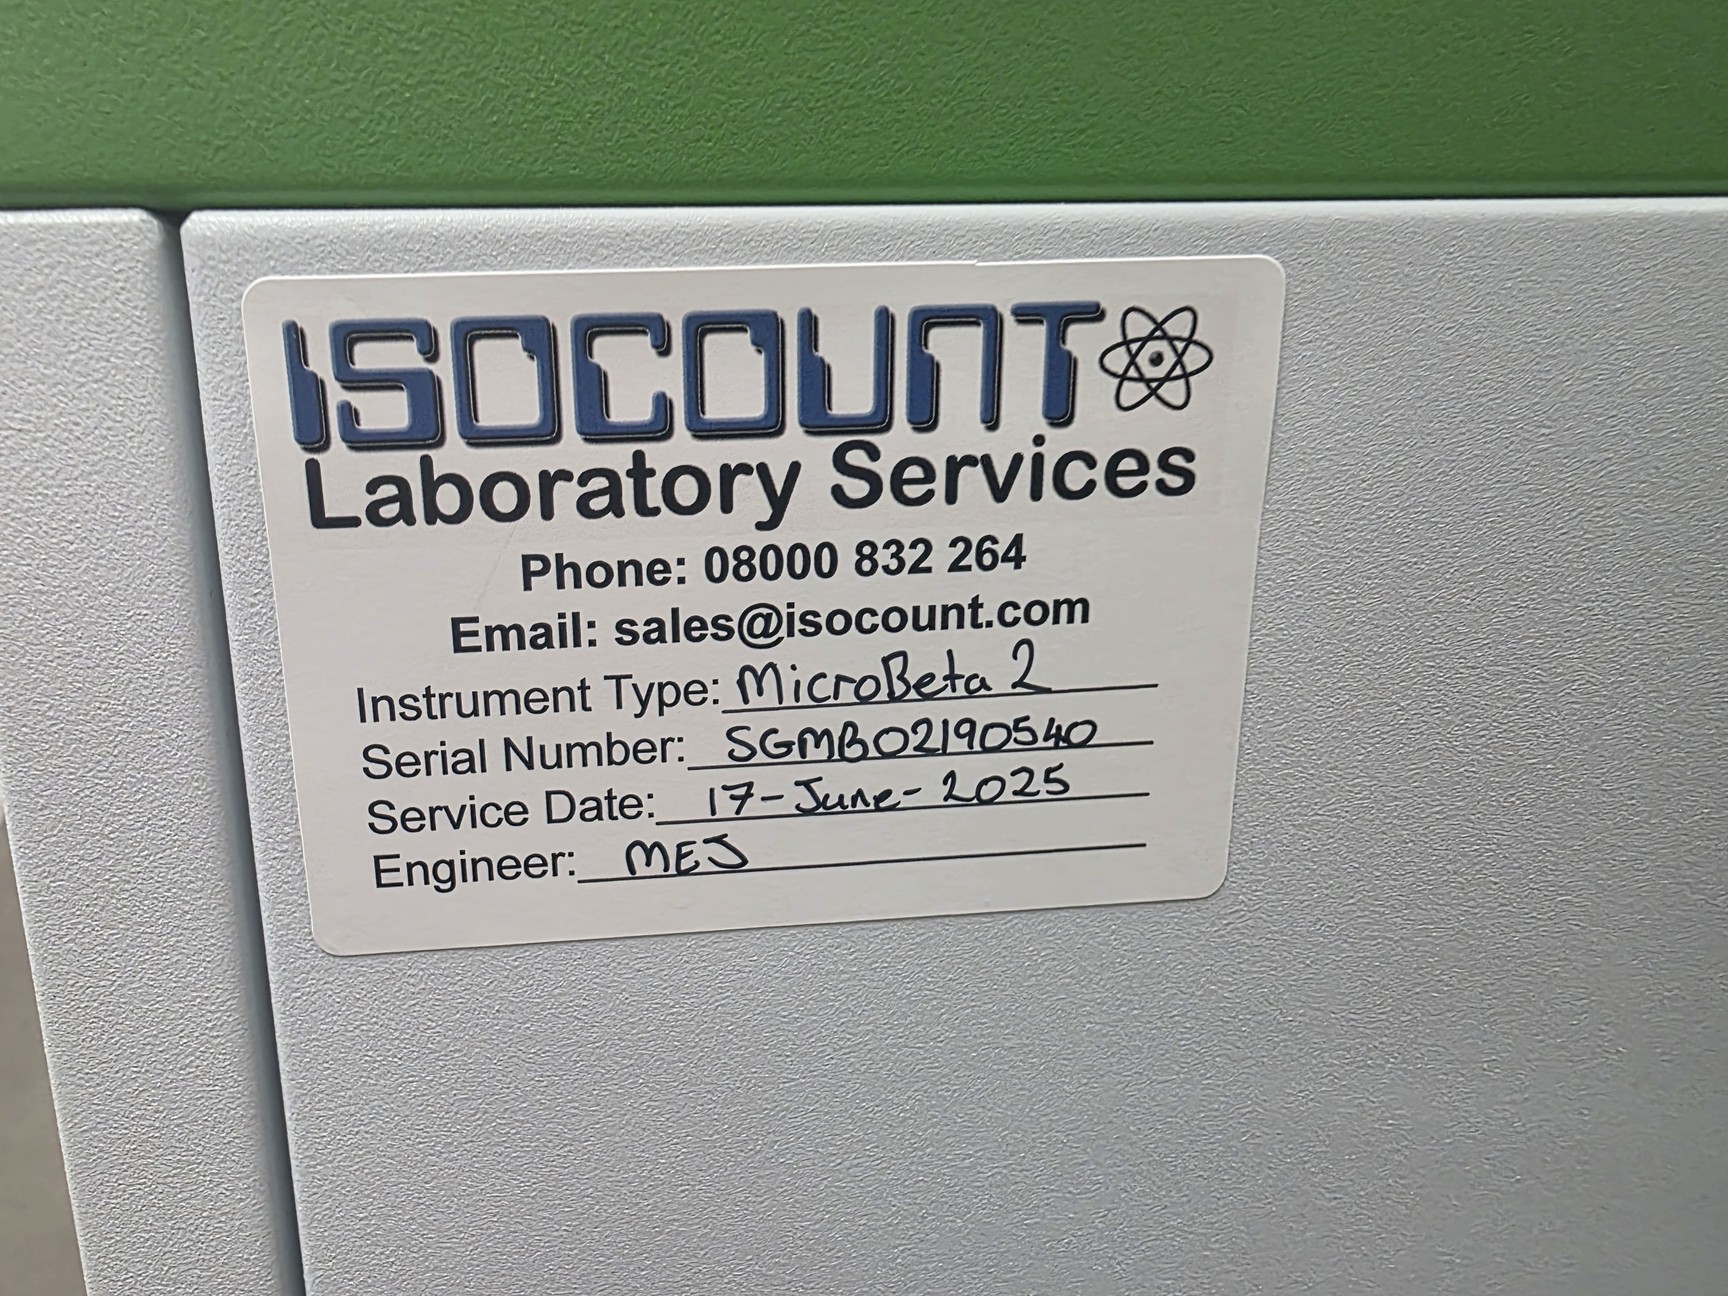 ISOCOUNT
Laboratory Services
Phone: 08000 832 264
Email: sales@isocount.com
Instrument Type: MicroBeta 2
Serial Number: SGMB02190540
Service Date: 17-June-2025
Engineer: MEJ